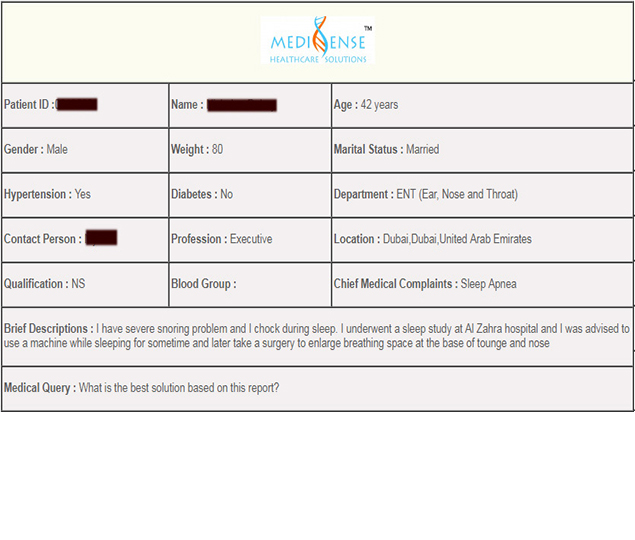 MEDISENSE™
HEALTHCARE SOLUTIONS
Patient ID :
Name :
Age : 42 years
Gender : Male
Weight : 80
Marital Status : Married
Hypertension : Yes
Diabetes : No
Department : ENT (Ear, Nose and Throat)
Contact Person :
Profession : Executive
Location : Dubai,Dubai,United Arab Emirates
Qualification : NS
Blood Group :
Chief Medical Complaints : Sleep Apnea
Brief Descriptions : I have severe snoring problem and I chock during sleep. I underwent a sleep study at Al Zahra hospital and I was advised to
use a machine while sleeping for sometime and later take a surgery to enlarge breathing space at the base of tounge and nose
Medical Query : What is the best solution based on this report?